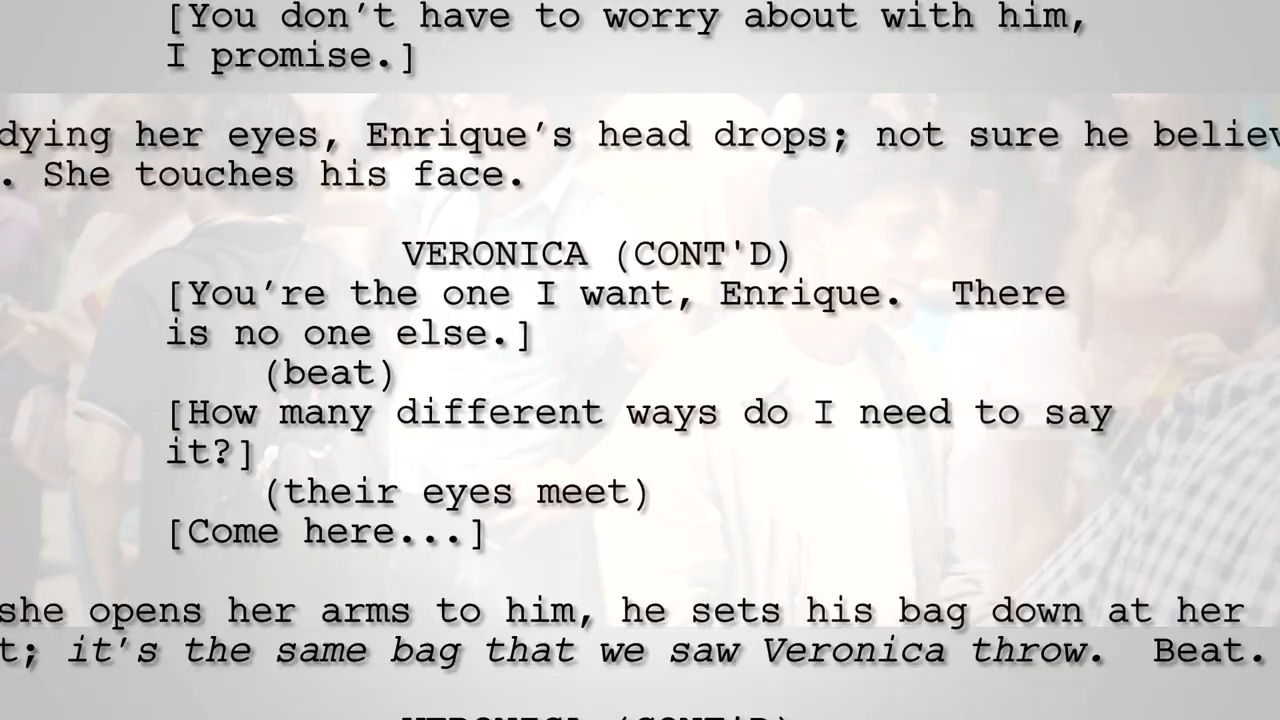 [You don’t have to worry about with him,
I promise.]
dying her eyes, Enrique’s head drops; not sure he believ
. She touches his face.
VERONICA (CONT'D)
[You’re the one I want, Enrique. There
is no one else.]
(beat)
[How many different ways do I need to say
it?]
(their eyes meet)
[Come here...]
she opens her arms to him, he sets his bag down at her
t; it’s the same bag that we saw Veronica throw. Beat.
VERONICA (CONT'D)